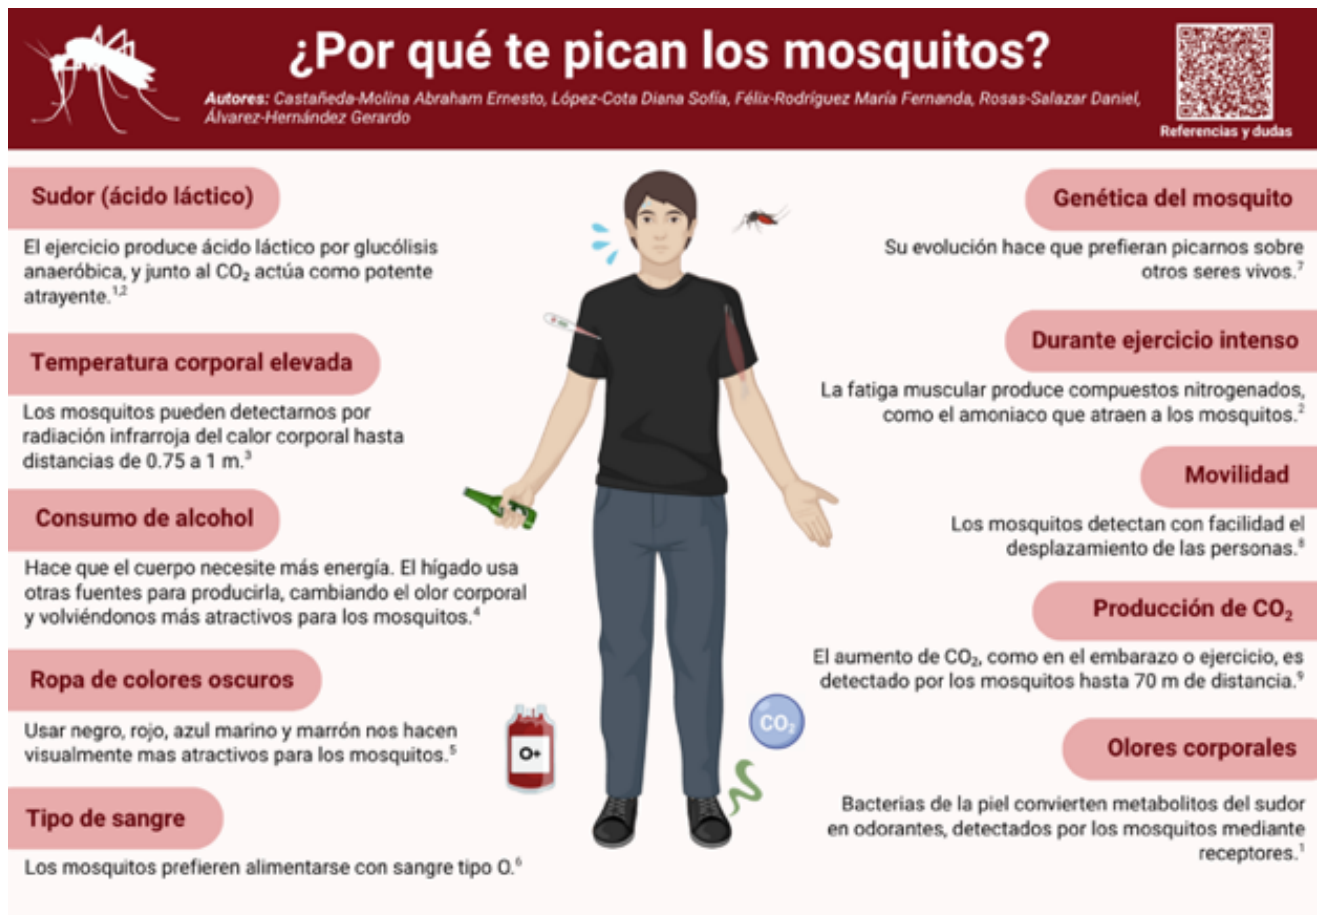 ¿Por qué te pican los mosquitos?
Autores: Castañeda-Molina Abraham Ernesto, López-Cota Diana Sofía, Félix-Rodríguez María Fernanda, Rosas-Salazar Daniel,
Álvarez-Hernández Gerardo
Referencias y dudas
Sudor (ácido láctico)
El ejercicio produce ácido láctico por glucólisis
anaeróbica, y junto al CO₂ actúa como potente
atrayente.¹,²
Temperatura corporal elevada
Los mosquitos pueden detectarnos por
radiación infrarroja del calor corporal hasta
distancias de 0.75 a 1 m.³
Consumo de alcohol
Hace que el cuerpo necesite más energía. El hígado usa
otras fuentes para producirla, cambiando el olor corporal
y volviéndonos más atractivos para los mosquitos.⁴
Ropa de colores oscuros
Usar negro, rojo, azul marino y marrón nos hacen
visualmente mas atractivos para los mosquitos.⁵
Tipo de sangre
Los mosquitos prefieren alimentarse con sangre tipo O.⁶
O+
CO₂
Genética del mosquito
Su evolución hace que prefieran picarnos sobre
otros seres vivos.⁷
Durante ejercicio intenso
La fatiga muscular produce compuestos nitrogenados,
como el amoniaco que atraen a los mosquitos.²
Movilidad
Los mosquitos detectan con facilidad el
desplazamiento de las personas.⁸
Producción de CO₂
El aumento de CO₂, como en el embarazo o ejercicio, es
detectado por los mosquitos hasta 70 m de distancia.⁹
Olores corporales
Bacterias de la piel convierten metabolitos del sudor
en odorantes, detectados por los mosquitos mediante
receptores.¹